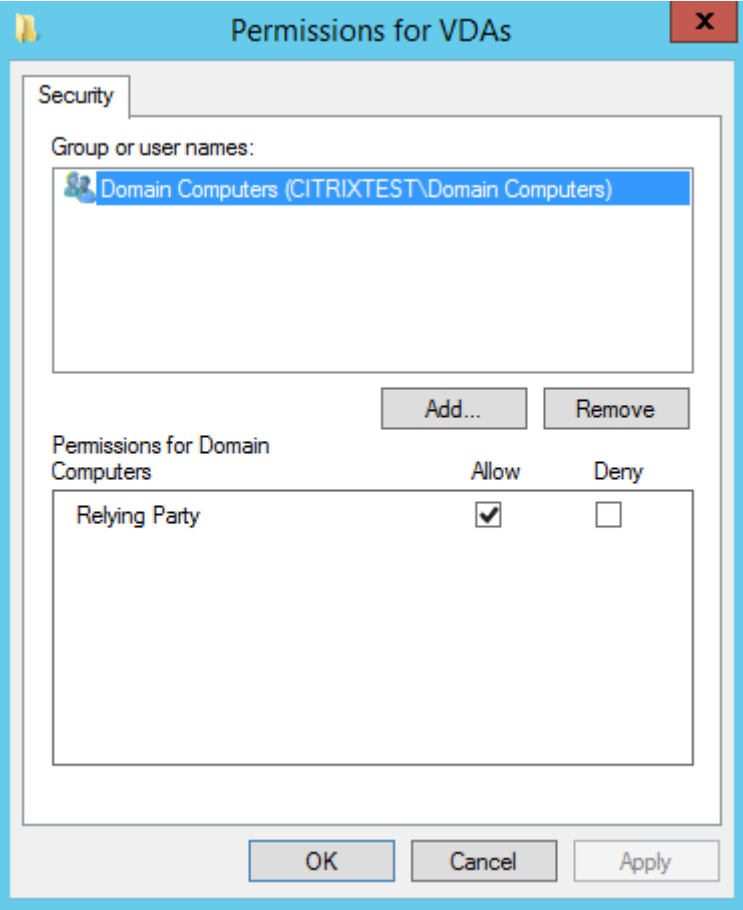 Permissions for VDAs
x
Security
Group or user names:
Domain Computers (CITRIXTEST\Domain Computers)
Add...
Remove
Permissions for Domain
Computers
Allow
Deny
Relying Party
OK
Cancel
Apply